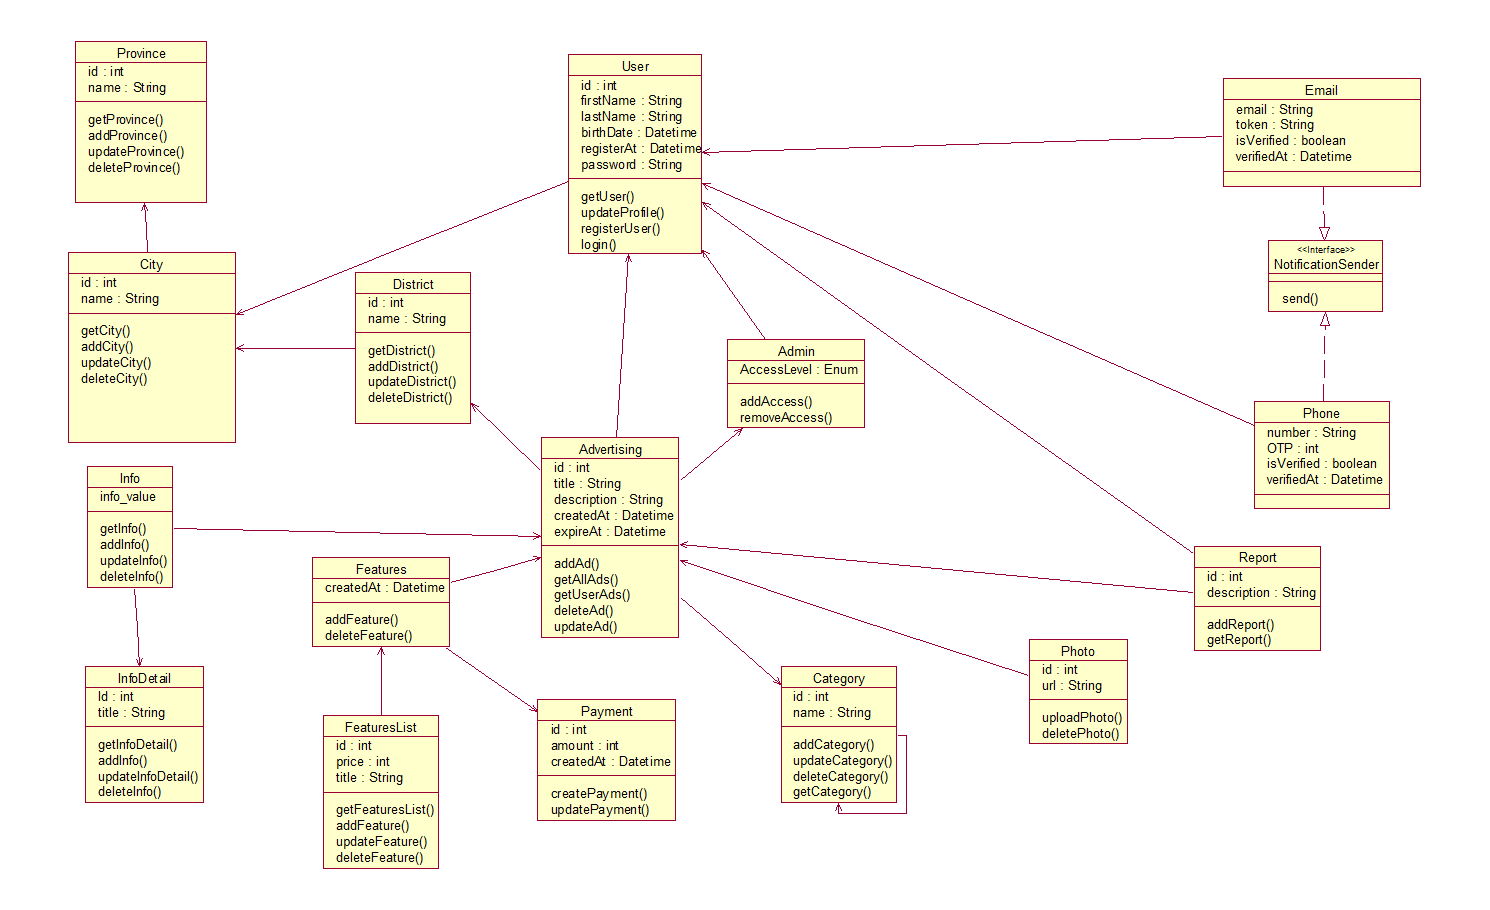 Province
id : int
name : String
getProvince()
addProvince()
updateProvince()
deleteProvince()
User
id : int
firstName : String
lastName : String
birthDate : Datetime
registerAt : Datetime
password : String
getUser()
updateProfile()
registerUser()
login()
Email
email : String
token : String
isVerified : boolean
verifiedAt : Datetime
<<Interface>>
NotificationSender
send()
City
id : int
name : String
getCity()
addCity()
updateCity()
deleteCity()
District
id : int
name : String
getDistrict()
addDistrict()
updateDistrict()
deleteDistrict()
Admin
AccessLevel : Enum
addAccess()
removeAccess()
Phone
number : String
OTP : int
isVerified : boolean
verifiedAt : Datetime
Advertising
id : int
title : String
description : String
createdAt : Datetime
expireAt : Datetime
addAd()
getAllAds()
getUserAds()
deleteAd()
updateAd()
Info
info_value
getInfo()
addInfo()
updateInfo()
deleteInfo()
Features
createdAt : Datetime
addFeature()
deleteFeature()
Report
id : int
description : String
addReport()
getReport()
Photo
id : int
url : String
uploadPhoto()
deletePhoto()
InfoDetail
Id : int
title : String
getInfoDetail()
addInfo()
updateInfoDetail()
deleteInfo()
FeaturesList
id : int
price : int
title : String
getFeaturesList()
addFeature()
updateFeature()
deleteFeature()
Payment
id : int
amount : int
createdAt : Datetime
createPayment()
updatePayment()
Category
id : int
name : String
addCategory()
updateCategory()
deleteCategory()
getCategory()